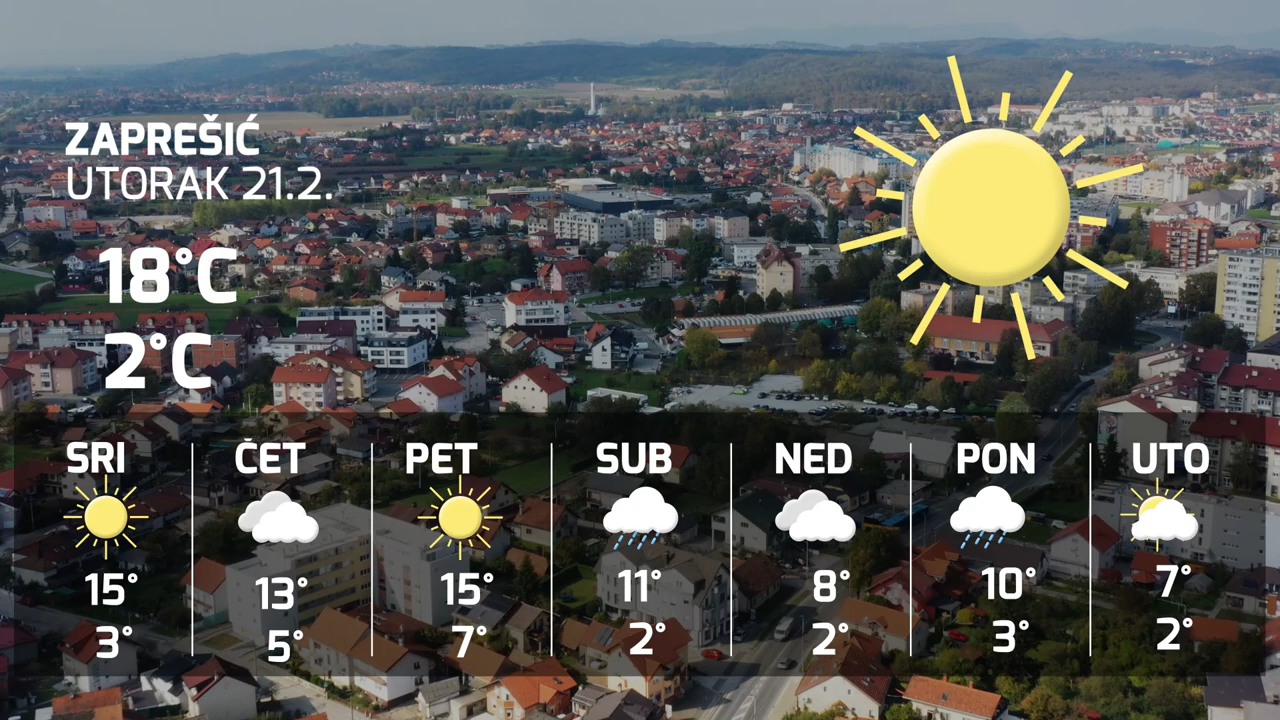 ZAPREŠIĆ
UTORAK 21.2.
18°C
2°C
SRI ČET PET SUB NED PON UTO
15° 13° 15° 11° 8° 10° 7°
3° 5° 7° 2° 2° 3° 2°